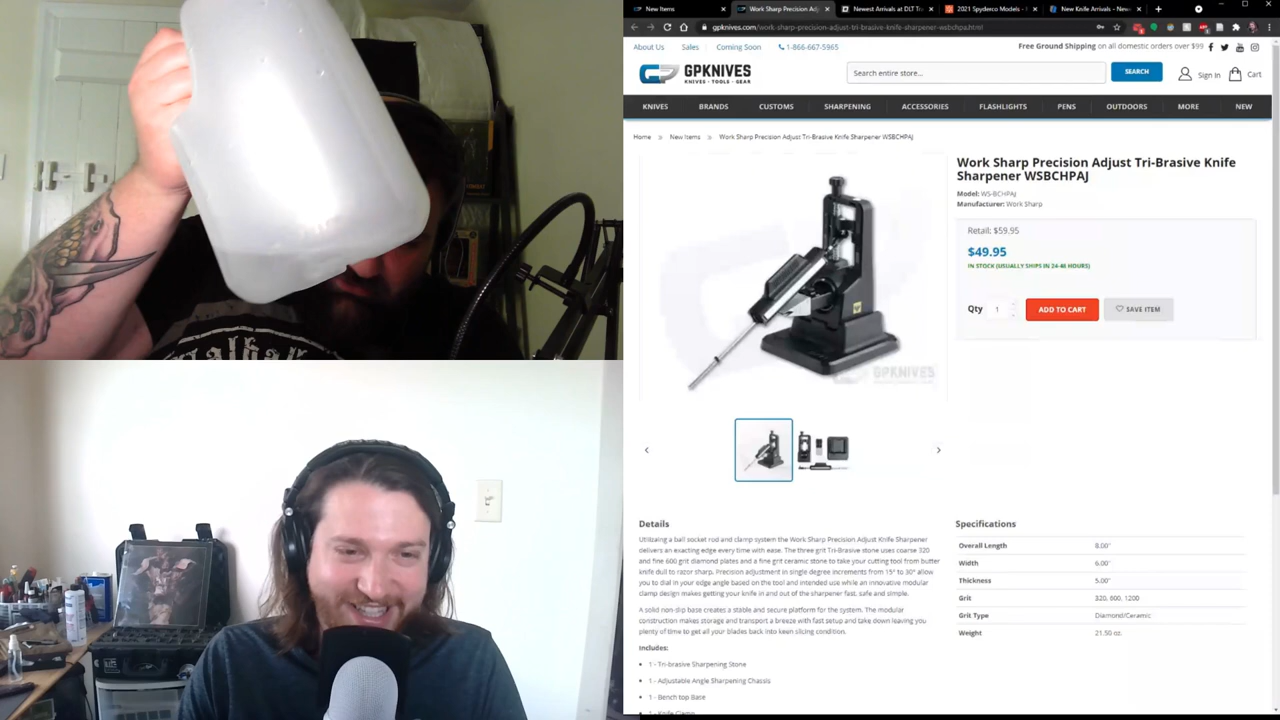 New Items
Work Sharp Precision Adj
Newest Arrivals at DLT Tr
2021 Spyderco Models -
New Knife Arrivals - New
gpknives.com/work-sharp-precision-adjust-tri-brasive-knife-sharpener-wsbchpa.html
About Us
Sales
Coming Soon
1-866-667-5965
Free Ground Shipping on all domestic orders over $99
GPKNIVES
KNIVES • TOOLS • GEAR
Search entire store...
SEARCH
Sign In
Cart
KNIVES
BRANDS
CUSTOMS
SHARPENING
ACCESSORIES
FLASHLIGHTS
PENS
OUTDOORS
MORE
NEW
Home » New Items » Work Sharp Precision Adjust Tri-Brasive Knife Sharpener WSBCHPAJ
Work Sharp Precision Adjust Tri-Brasive Knife
Sharpener WSBCHPAJ
Model: WS-BCHPAJ
Manufacturer: Work Sharp
Retail: $59.95
$49.95
IN STOCK (USUALLY SHIPS IN 24-48 HOURS)
Qty 1
ADD TO CART
SAVE ITEM
GPKNIVES
Details
Utilizing a ball socket rod and clamp system the Work Sharp Precision Adjust Knife Sharpener
delivers an exacting edge every time with ease. The three grit Tri-Brasive stone uses coarse 320
and fine 600 grit diamond plates and a fine grit ceramic stone to take your cutting tool from butter
knife dull to razor sharp. Precision adjustment in single degree increments from 15° to 30° allow
you to dial in your edge angle based on the tool and intended use while an innovative modular
clamp design makes getting your knife in and out of the sharpener fast, safe and simple.
A solid non-slip base creates a stable and secure platform for the system. The modular
construction makes storage and transport a breeze with fast setup and take down leaving you
plenty of time to get all your blades back into keen slicing condition.
Includes:
1 - Tri-brasive Sharpening Stone
1 - Adjustable Angle Sharpening Chassis
1 - Bench top Base
1 - Knife Clamp
Specifications
Overall Length 8.00"
Width 6.00"
Thickness 5.00"
Grit 320, 600, 1200
Grit Type Diamond/Ceramic
Weight 21.50 oz.